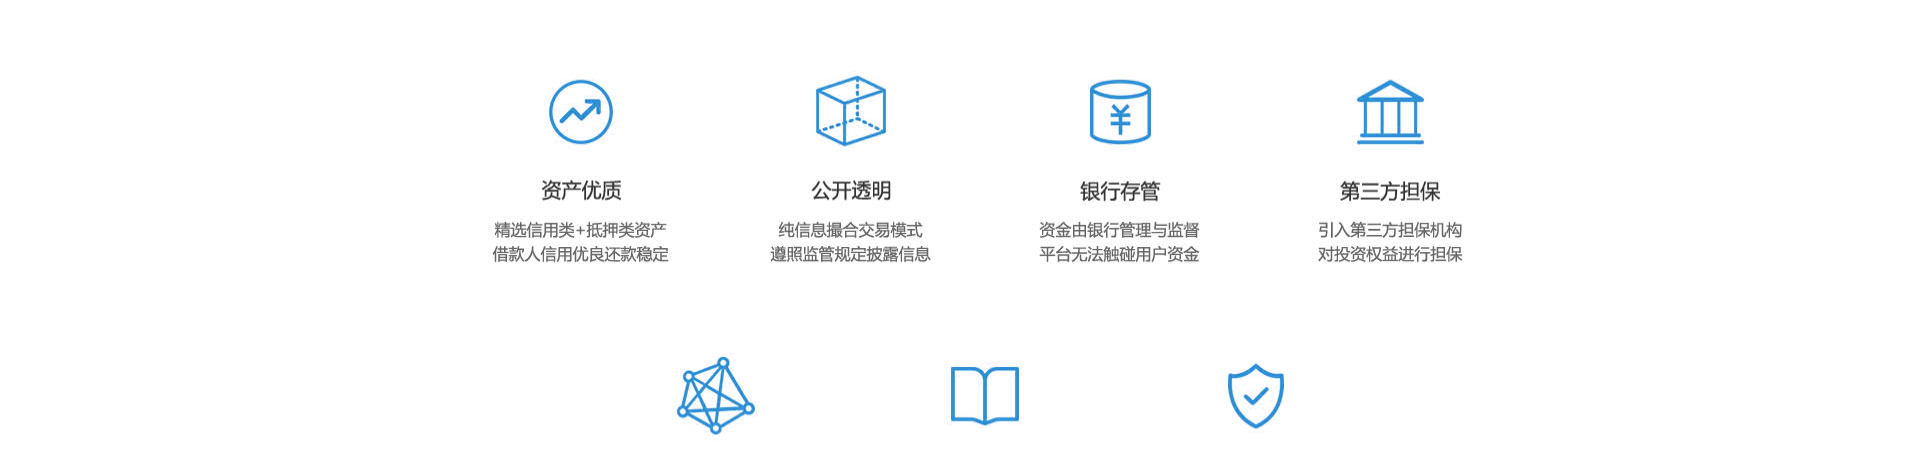 资产优质
公开透明
银行存管
第三方担保
精选信用类+抵押类资产
借款人信用优良还款稳定
纯信息撮合交易模式
遵照监管规定披露信息
资金由银行管理与监督
平台无法触碰用户资金
引入第三方担保机构
对投资权益进行担保
¥